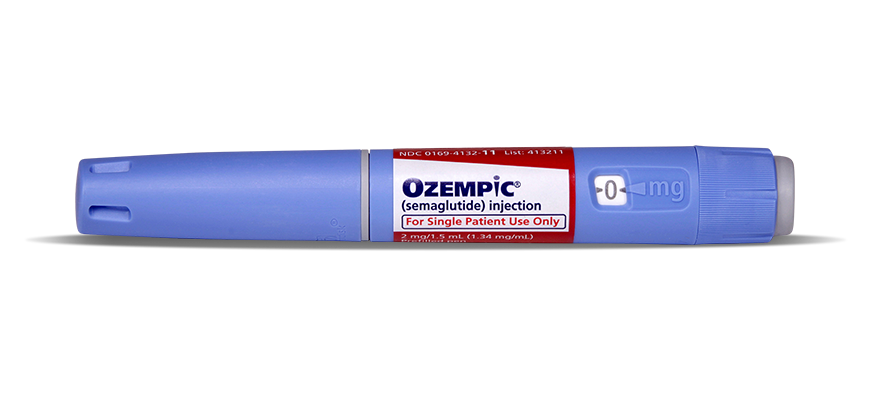 NDC 0169-4132-11 List: 413211
OZEMPIC®
(semaglutide) injection
For Single Patient Use Only
2 mg/1.5 mL (1.34 mg/mL)
Prefilled pen
0 mg